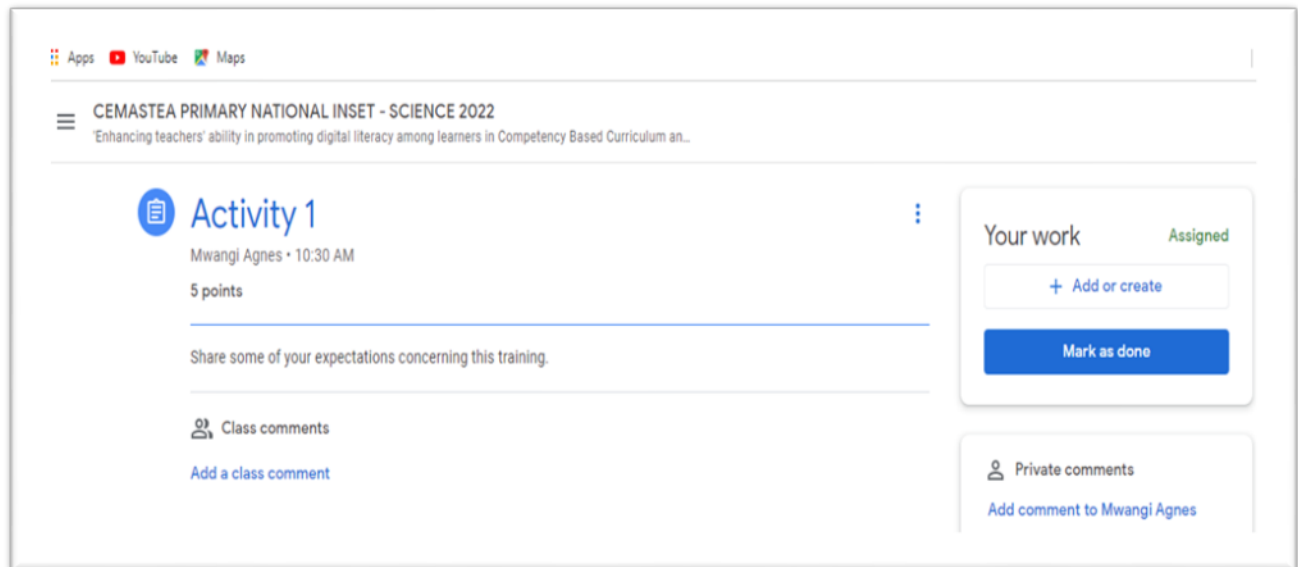 Apps YouTube Maps
CEMASTEA PRIMARY NATIONAL INSET - SCIENCE 2022
'Enhancing teachers' ability in promoting digital literacy among learners in Competency Based Curriculum an...
Activity 1
Mwangi Agnes • 10:30 AM
5 points
Share some of your expectations concerning this training.
Class comments
Add a class comment
Your work Assigned
+ Add or create
Mark as done
Private comments
Add comment to Mwangi Agnes